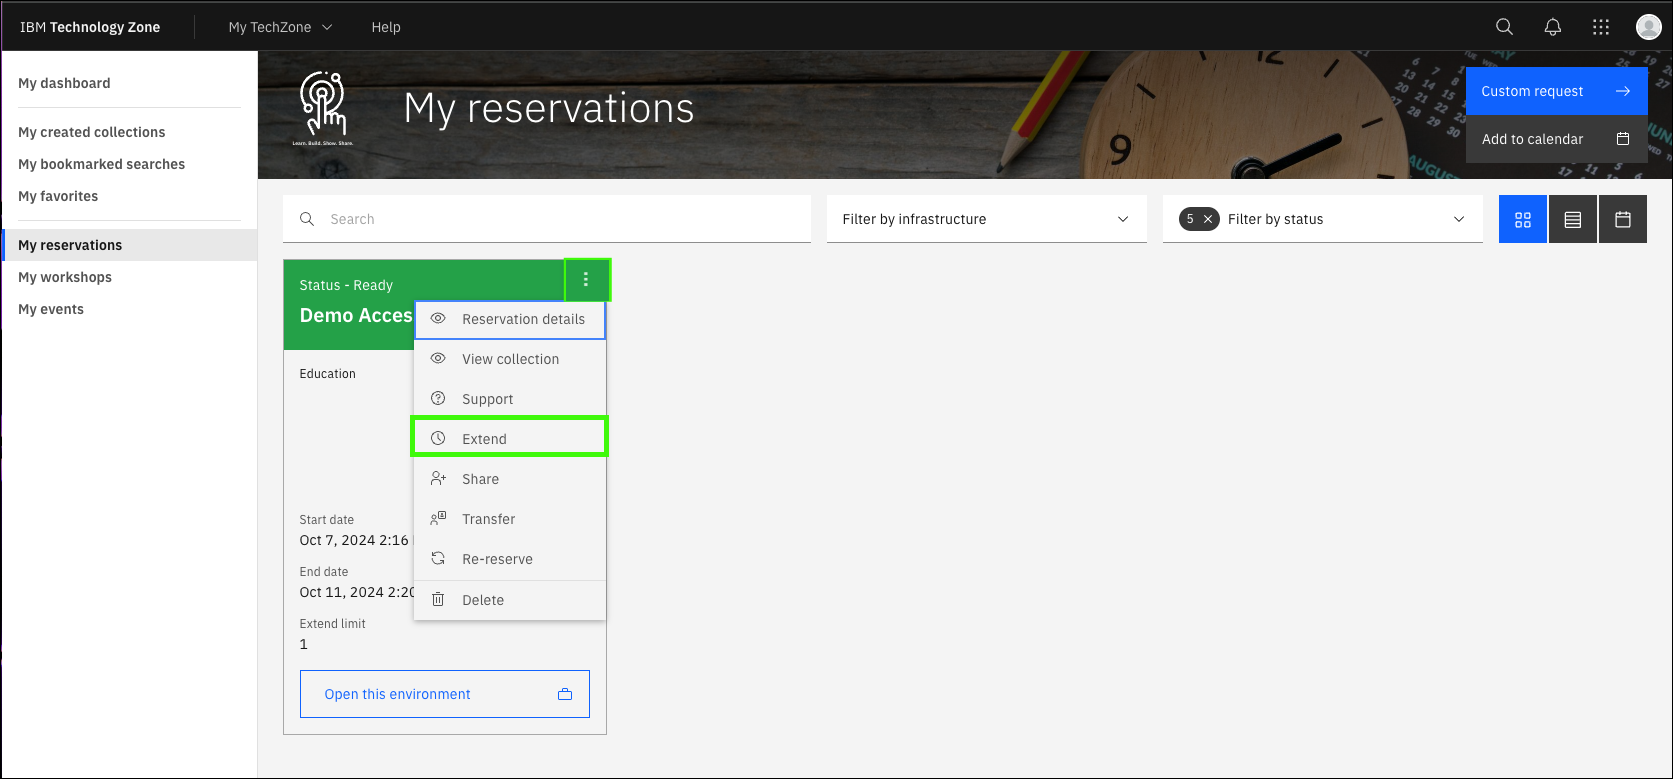 IBM Technology Zone
My TechZone
Help
My dashboard
My created collections
My bookmarked searches
My favorites
My reservations
My workshops
My events
Learn. Build. Show. Share.
My reservations
12
9
Custom request
Add to calendar
AUGUST
Search
Filter by infrastructure
5 Filter by status
Status - Ready
Demo Acces
Reservation details
View collection
Support
Extend
Share
Transfer
Re-reserve
Delete
Education
Start date
Oct 7, 2024 2:16
End date
Oct 11, 2024 2:20
Extend limit
1
Open this environment